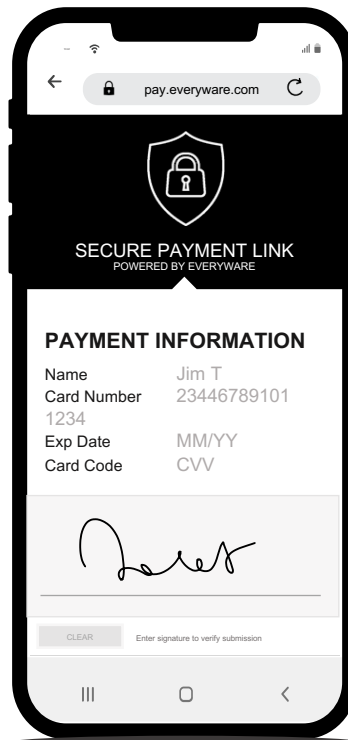 pay.everyware.com
SECURE PAYMENT LINK
POWERED BY EVERYWARE
PAYMENT INFORMATION
Name Jim T
Card Number 23446789101
1234
Exp Date MM/YY
Card Code CVV
CLEAR Enter signature to verify submission